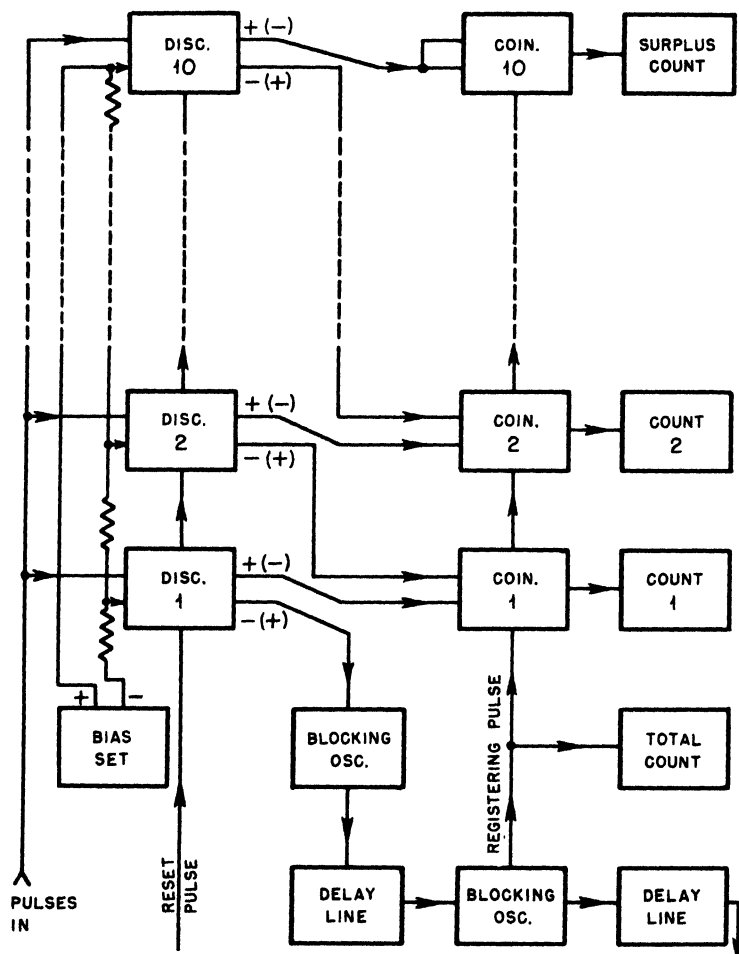 DISC.
10
+ (-)
- (+)
COIN.
10
SURPLUS
COUNT
DISC.
2
+ (-)
- (+)
COIN.
2
COUNT
2
DISC.
1
+ (-)
- (+)
COIN.
1
COUNT
1
+
-
BIAS
SET
BLOCKING
OSC.
REGISTERING PULSE
TOTAL
COUNT
PULSES
IN
RESET
PULSE
DELAY
LINE
BLOCKING
OSC.
DELAY
LINE